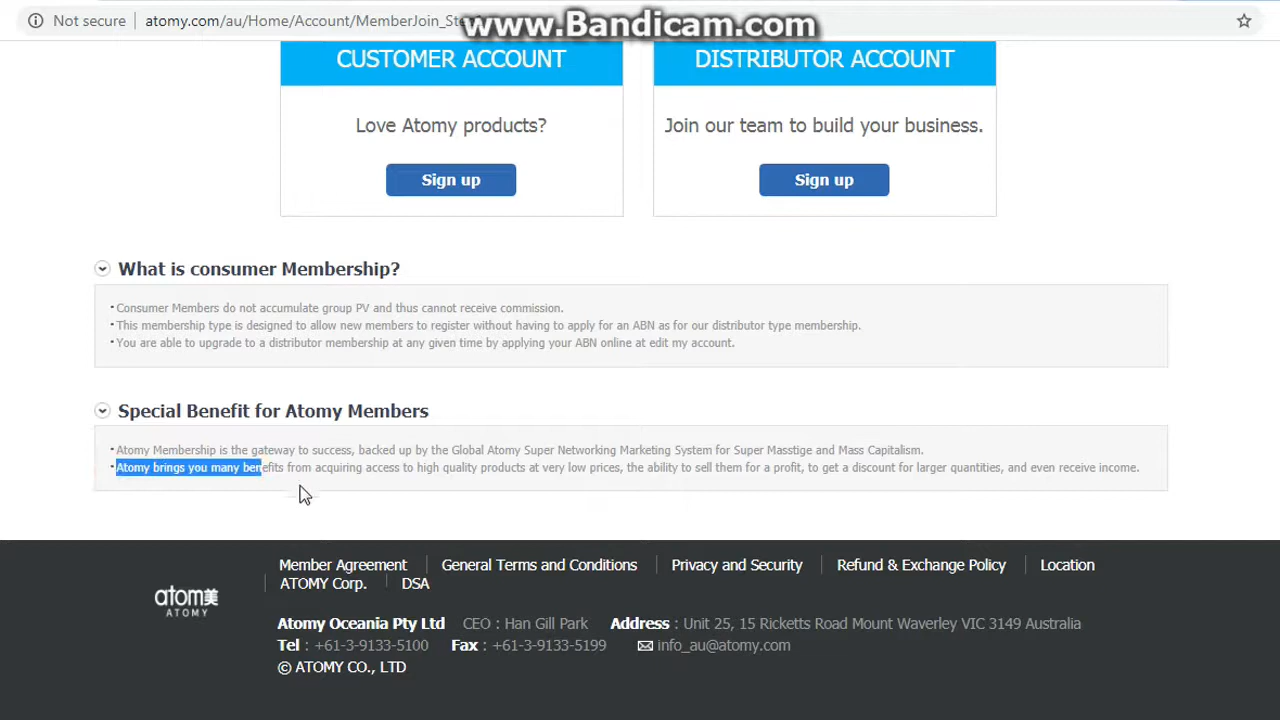 Not secure
atomy.com/au/Home/Account/MemberJoin_Ste
www.Bandicam.com
CUSTOMER ACCOUNT
Love Atomy products?
Sign up
DISTRIBUTOR ACCOUNT
Join our team to build your business.
Sign up
What is consumer Membership?
Consumer Members do not accumulate group PV and thus cannot receive commission.
This membership type is designed to allow new members to register without having to apply for an ABN as for our distributor type membership.
You are able to upgrade to a distributor membership at any given time by applying your ABN online at edit my account.
Special Benefit for Atomy Members
Atomy Membership is the gateway to success, backed up by the Global Atomy Super Networking Marketing System for Super Masstige and Mass Capitalism.
Atomy brings you many benefits from acquiring access to high quality products at very low prices, the ability to sell them for a profit, to get a discount for larger quantities, and even receive income.
atom美
ATOMY
Member Agreement General Terms and Conditions Privacy and Security Refund & Exchange Policy Location
ATOMY Corp. DSA
Atomy Oceania Pty Ltd CEO : Han Gill Park Address : Unit 25, 15 Ricketts Road Mount Waverley VIC 3149 Australia
Tel : +61-3-9133-5100 Fax : +61-3-9133-5199 info_au@atomy.com
© ATOMY CO., LTD